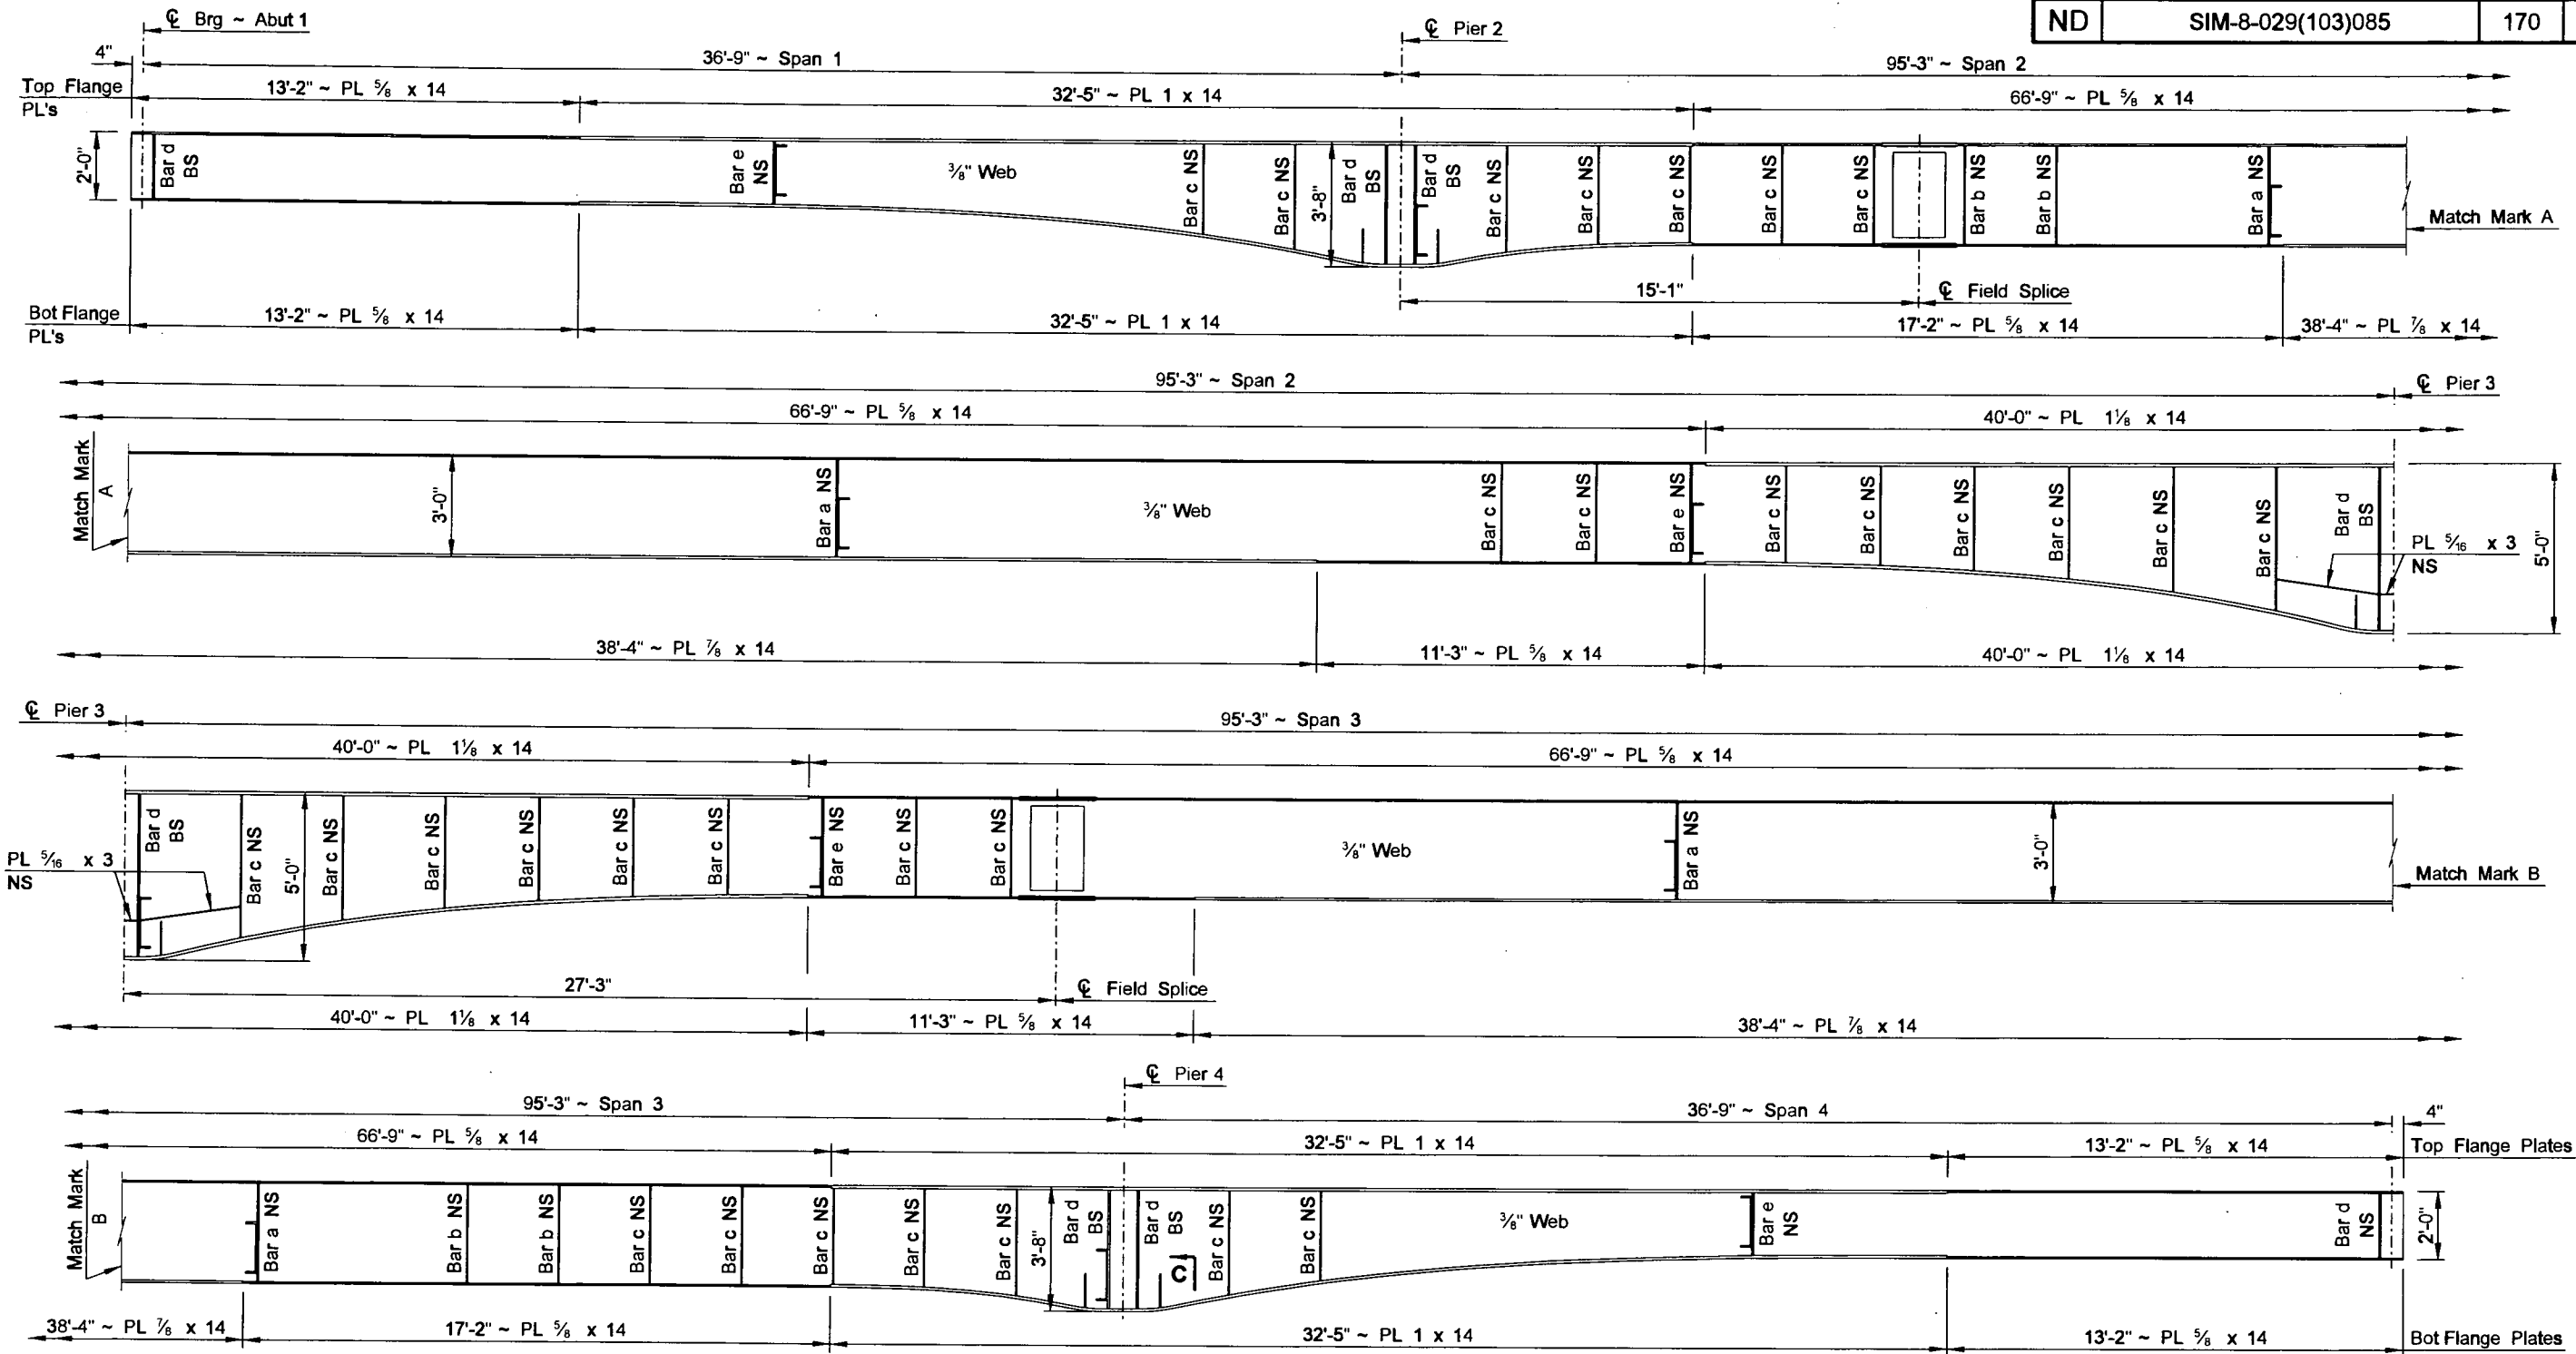 ND SIM-8-029(103)085 170
℄ Brg ~ Abut 1
℄ Pier 2
4" 36'-9" ~ Span 1 95'-3" ~ Span 2
Top Flange PL's
13'-2" ~ PL 5/8 x 14 32'-5" ~ PL 1 x 14 66'-9" ~ PL 5/8 x 14
2'-0"
Bar d BS
Bar e NS
3/8" Web
Bar c NS
Bar c NS
3'-8"
Bar d BS
Bar d BS
Bar c NS
Bar c NS
Bar c NS
Bar c NS
Bar c NS
Bar b NS
Bar b NS
Bar a NS
Match Mark A
15'-1" ℄ Field Splice
Bot Flange PL's
13'-2" ~ PL 5/8 x 14 32'-5" ~ PL 1 x 14 17'-2" ~ PL 5/8 x 14 38'-4" ~ PL 7/8 x 14
95'-3" ~ Span 2 ℄ Pier 3
66'-9" ~ PL 5/8 x 14 40'-0" ~ PL 1 1/8 x 14
Match Mark A
3'-0"
Bar a NS
3/8" Web
Bar c NS
Bar c NS
Bar e NS
Bar c NS
Bar c NS
Bar c NS
Bar c NS
Bar c NS
Bar c NS
Bar d BS
PL 5/16 x 3 NS
5'-0"
38'-4" ~ PL 7/8 x 14 11'-3" ~ PL 5/8 x 14 40'-0" ~ PL 1 1/8 x 14
℄ Pier 3 95'-3" ~ Span 3
40'-0" ~ PL 1 1/8 x 14 66'-9" ~ PL 5/8 x 14
PL 5/16 x 3 NS
Bar d BS
Bar c NS
5'-0"
Bar c NS
Bar c NS
Bar c NS
Bar c NS
Bar c NS
Bar e NS
Bar c NS
Bar c NS
3/8" Web
Bar a NS
3'-0"
Match Mark B
27'-3" ℄ Field Splice
40'-0" ~ PL 1 1/8 x 14 11'-3" ~ PL 5/8 x 14 38'-4" ~ PL 7/8 x 14
℄ Pier 4
95'-3" ~ Span 3 36'-9" ~ Span 4 4"
66'-9" ~ PL 5/8 x 14 32'-5" ~ PL 1 x 14 13'-2" ~ PL 5/8 x 14 Top Flange Plates
Match Mark B
Bar a NS
Bar b NS
Bar b NS
Bar c NS
Bar c NS
Bar c NS
Bar c NS
Bar c NS
3'-8"
Bar d BS
Bar d BS
C
Bar c NS
Bar c NS
3/8" Web
Bar e NS
Bar d NS
2'-0"
38'-4" ~ PL 7/8 x 14 17'-2" ~ PL 5/8 x 14 32'-5" ~ PL 1 x 14 13'-2" ~ PL 5/8 x 14 Bot Flange Plates